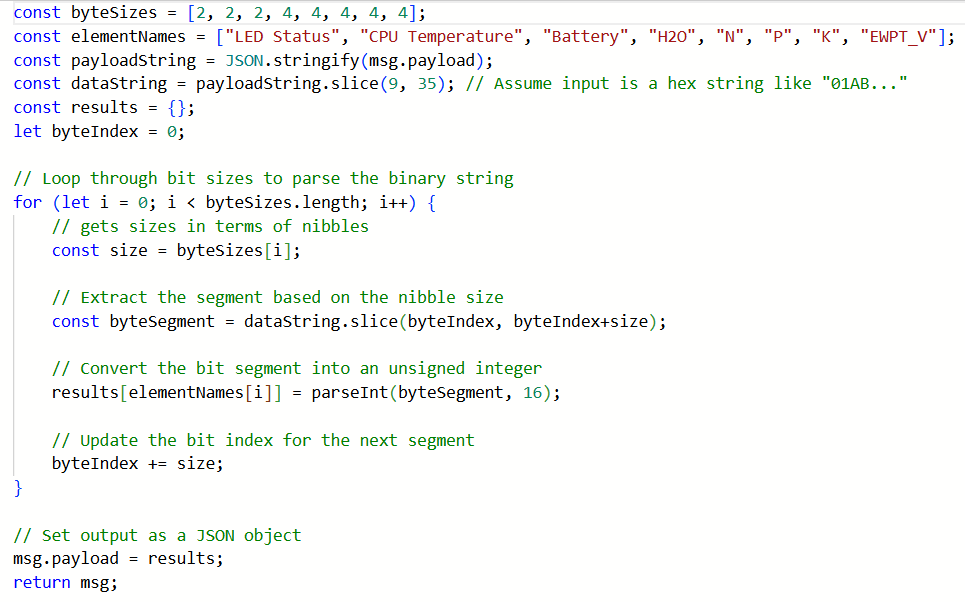 const byteSizes = [2, 2, 2, 4, 4, 4, 4, 4];
const elementNames = ["LED Status", "CPU Temperature", "Battery", "H2O", "N", "P", "K", "EWPT_V"];
const payloadString = JSON.stringify(msg.payload);
const dataString = payloadString.slice(9, 35); // Assume input is a hex string like "01AB..."
const results = {};
let byteIndex = 0;

// Loop through bit sizes to parse the binary string
for (let i = 0; i < byteSizes.length; i++) {
    // gets sizes in terms of nibbles
    const size = byteSizes[i];

    // Extract the segment based on the nibble size
    const byteSegment = dataString.slice(byteIndex, byteIndex+size);

    // Convert the bit segment into an unsigned integer
    results[elementNames[i]] = parseInt(byteSegment, 16);

    // Update the bit index for the next segment
    byteIndex += size;
}

// Set output as a JSON object
msg.payload = results;
return msg;